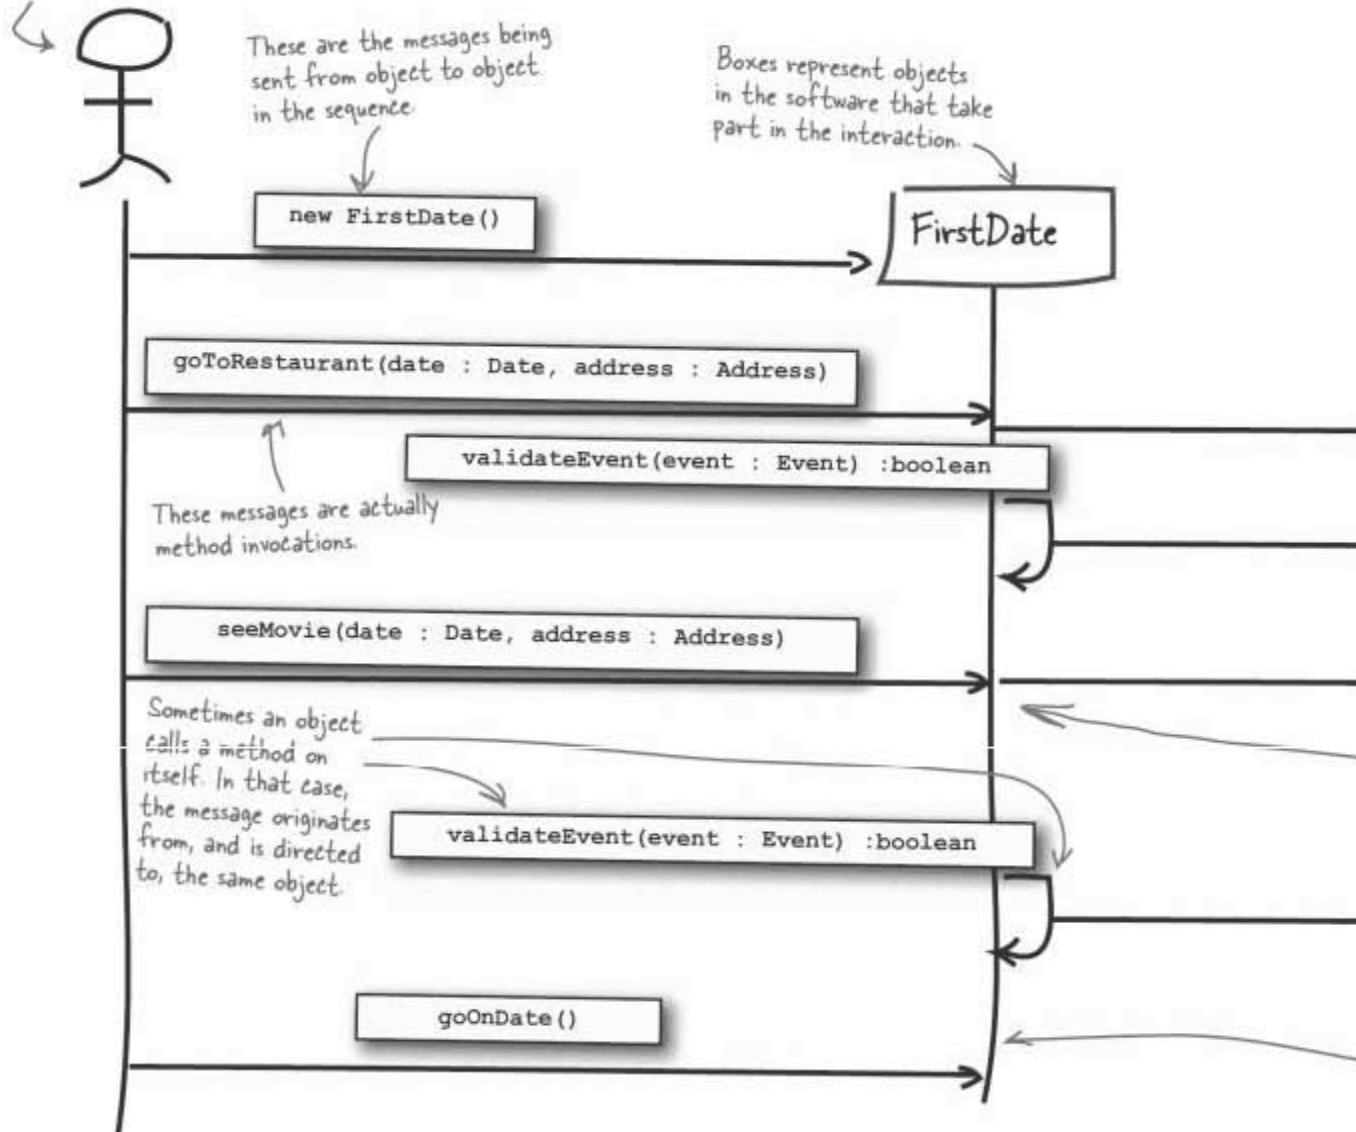 These are the messages being
sent from object to object
in the sequence.
Boxes represent objects
in the software that take
part in the interaction.
new FirstDate()
FirstDate
goToRestaurant(date : Date, address : Address)
validateEvent(event : Event) :boolean
These messages are actually
method invocations.
seeMovie(date : Date, address : Address)
Sometimes an object
calls a method on
itself. In that case,
the message originates
from, and is directed
to, the same object.
validateEvent(event : Event) :boolean
goOnDate()